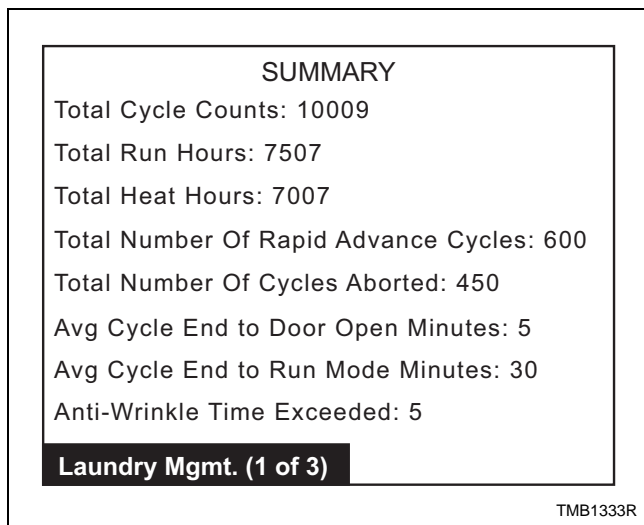 SUMMARY
Total Cycle Counts: 10009
Total Run Hours: 7507
Total Heat Hours: 7007
Total Number Of Rapid Advance Cycles: 600
Total Number Of Cycles Aborted: 450
Avg Cycle End to Door Open Minutes: 5
Avg Cycle End to Run Mode Minutes: 30
Anti-Wrinkle Time Exceeded: 5
Laundry Mgmt. (1 of 3)
TMB1333R